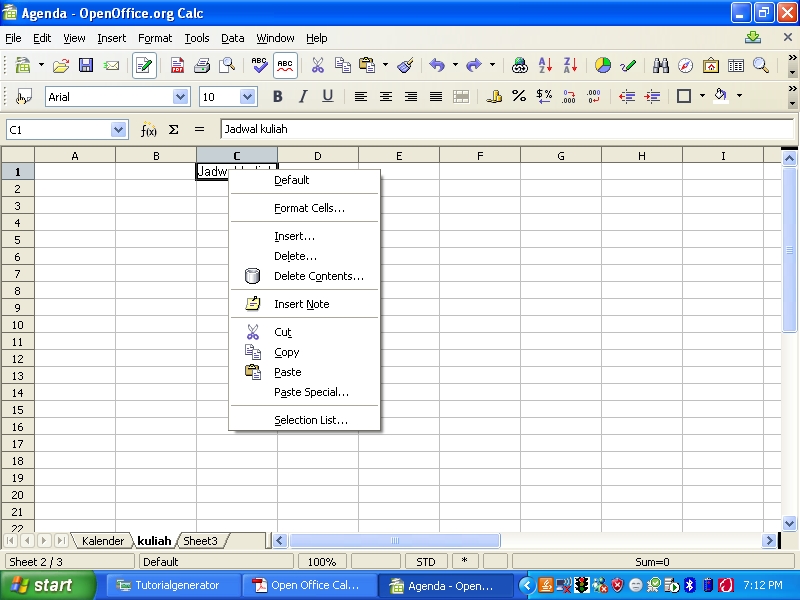 Agenda - OpenOffice.org Calc
File Edit View Insert Format Tools Data Window Help
ABC ABC
Arial 10 B I U
C1 f(x) Σ = Jadwal kuliah
A B C D E F G H I
1
2
3
4
5
6
7
8
9
10
11
12
13
14
15
16
17
18
19
20
21
22
Default
Format Cells...
Insert...
Delete...
Delete Contents...
Insert Note
Cut
Copy
Paste
Paste Special...
Selection List...
Kalender kuliah Sheet3
Sheet 2 / 3 Default 100% STD * Sum=0
start Tutorialgenerator Open Office Cal... Agenda - Open... 7:12 PM